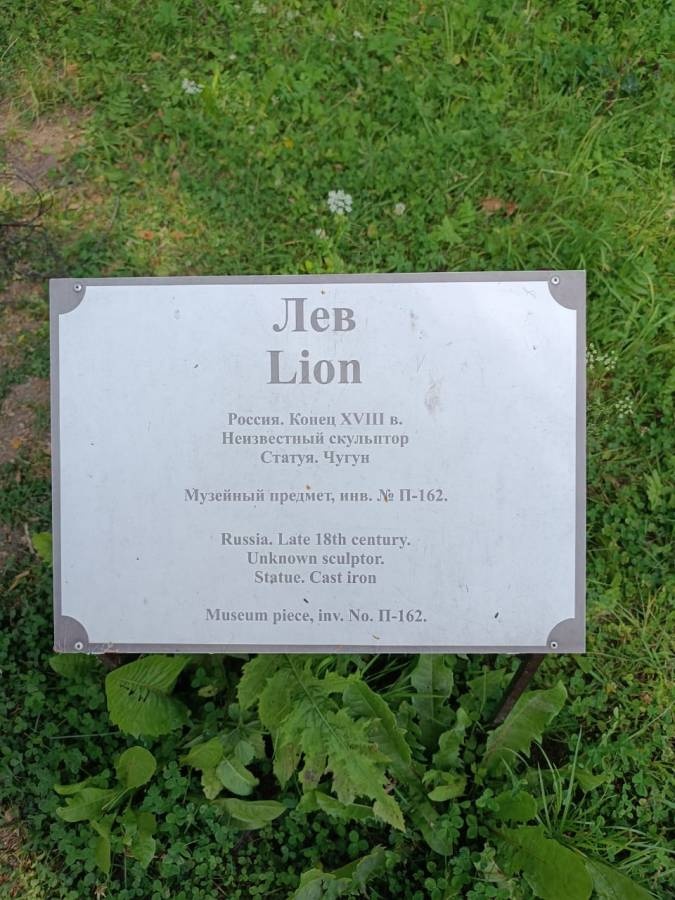 Лев
Lion
Россия. Конец XVIII в.
Неизвестный скульптор
Статуя. Чугун
Музейный предмет, инв. № П-162.
Russia. Late 18th century.
Unknown sculptor.
Statue. Cast iron
Museum piece, inv. No. П-162.